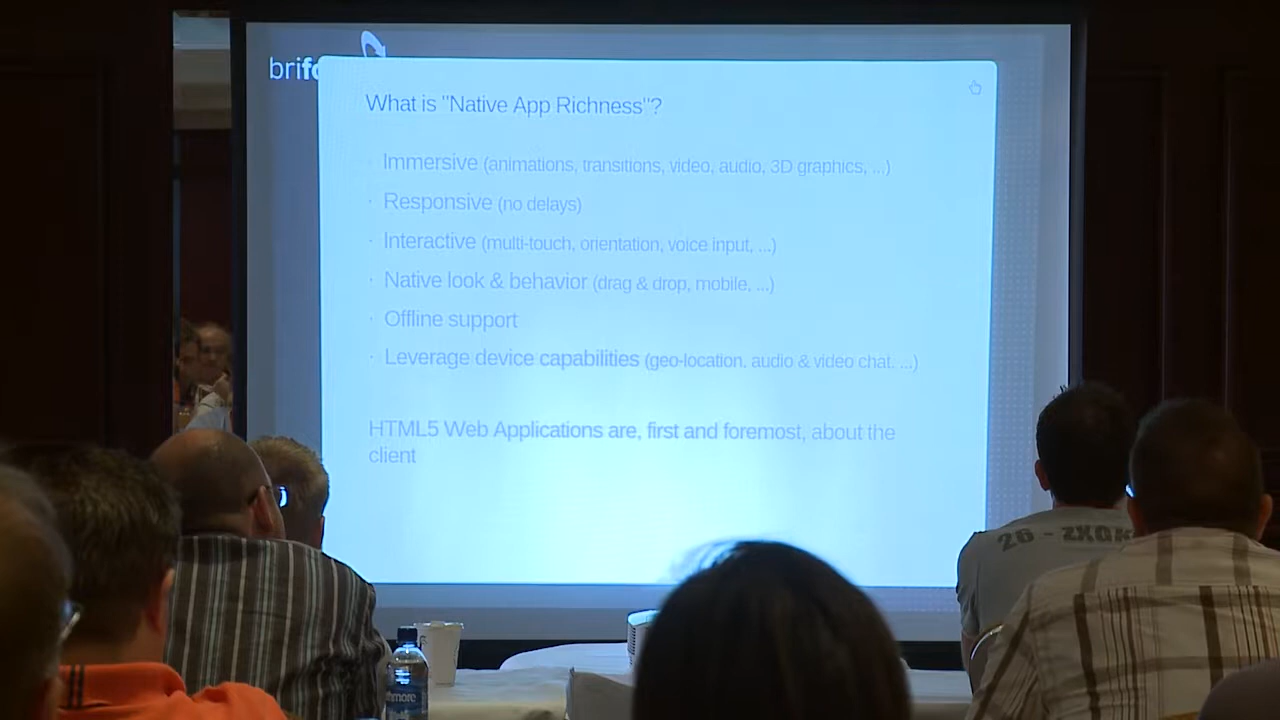 brifo
What is "Native App Richness"?
· Immersive (animations, transitions, video, audio, 3D graphics, ...)
· Responsive (no delays)
· Interactive (multi-touch, orientation, voice input, ...)
· Native look & behavior (drag & drop, mobile, ...)
· Offline support
· Leverage device capabilities (geo-location, audio & video chat. ...)
HTML5 Web Applications are, first and foremost, about the
client
26 -